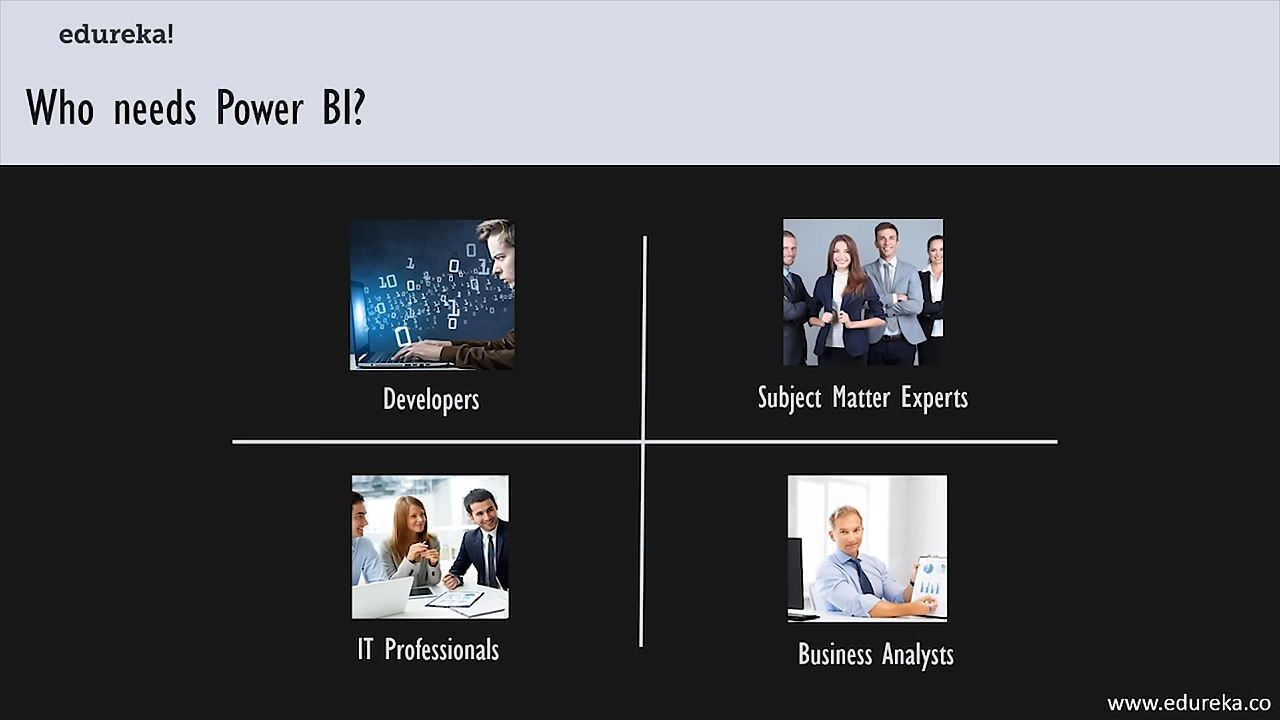 edureka!
Who needs Power BI?
Developers
Subject Matter Experts
IT Professionals
Business Analysts
www.edureka.co